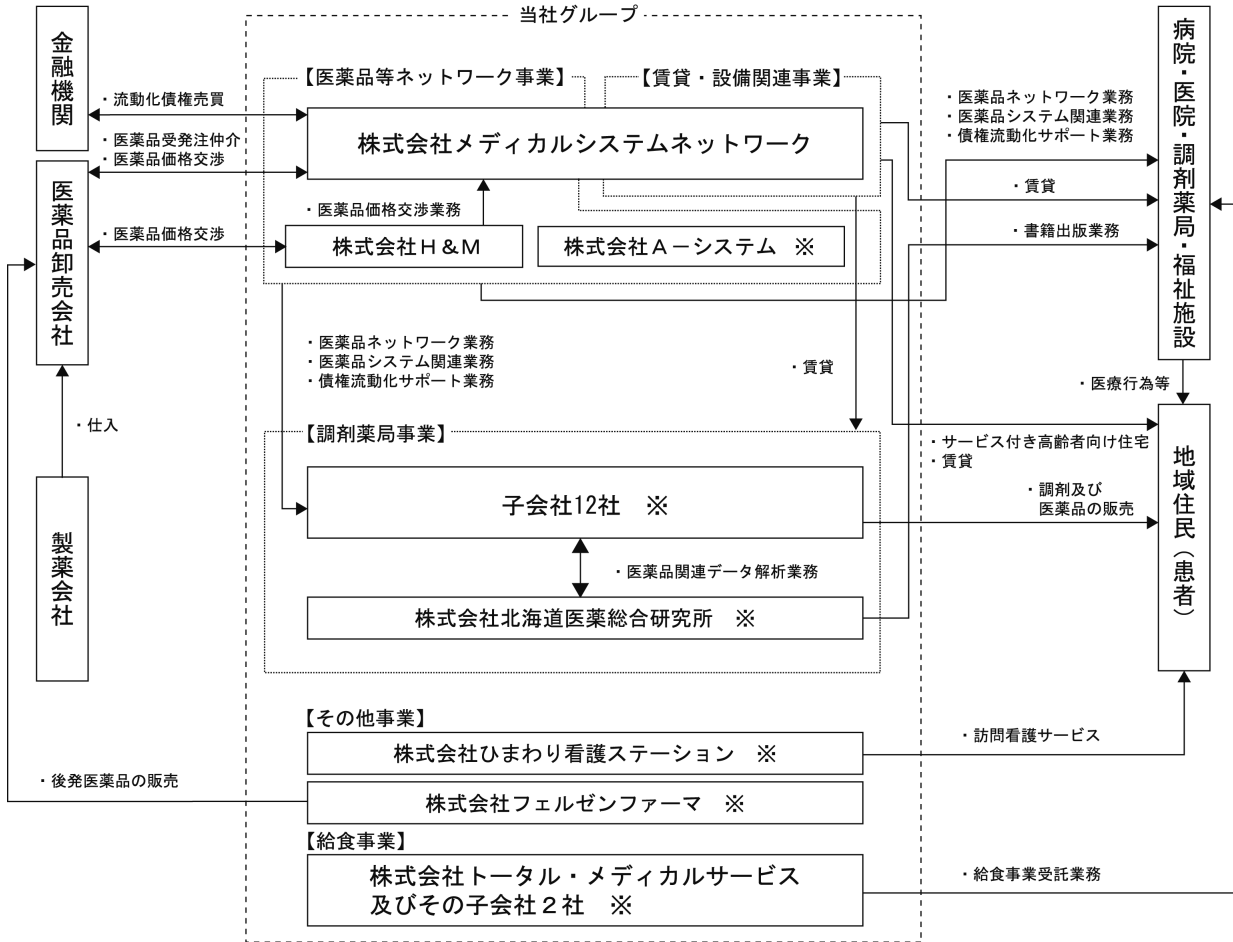 当社グループ
金融機関
・流動化債権売買
・医薬品受発注仲介
・医薬品価格交渉
医薬品卸売会社
・医薬品価格交渉
・仕入
製薬会社
・後発医薬品の販売
【医薬品等ネットワーク事業】
【賃貸・設備関連事業】
株式会社メディカルシステムネットワーク
・医薬品価格交渉業務
株式会社H&M
株式会社A－システム ※
・医薬品ネットワーク業務
・医薬品システム関連業務
・債権流動化サポート業務
・賃貸
【調剤薬局事業】
子会社12社 ※
・医薬品関連データ解析業務
株式会社北海道医薬総合研究所 ※
【その他事業】
株式会社ひまわり看護ステーション ※
株式会社フェルゼンファーマ ※
【給食事業】
株式会社トータル・メディカルサービス
及びその子会社２社 ※
・医薬品ネットワーク業務
・医薬品システム関連業務
・債権流動化サポート業務
・賃貸
・書籍出版業務
病院・医院・調剤薬局・福祉施設
・医療行為等
・サービス付き高齢者向け住宅
・賃貸
・調剤及び
医薬品の販売
地域住民（患者）
・訪問看護サービス
・給食事業受託業務